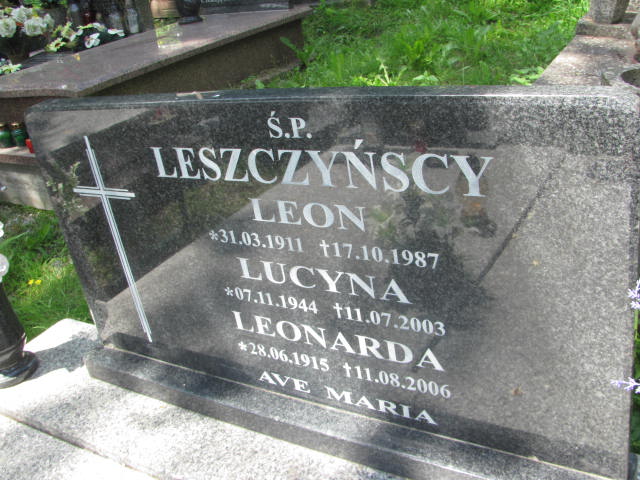 Ś.P.
LESZCZYŃSCY
LEON
*31.03.1911 †17.10.1987
LUCYNA
*07.11.1944 †11.07.2003
LEONARDA
*28.06.1915 †11.08.2006
AVE MARIA